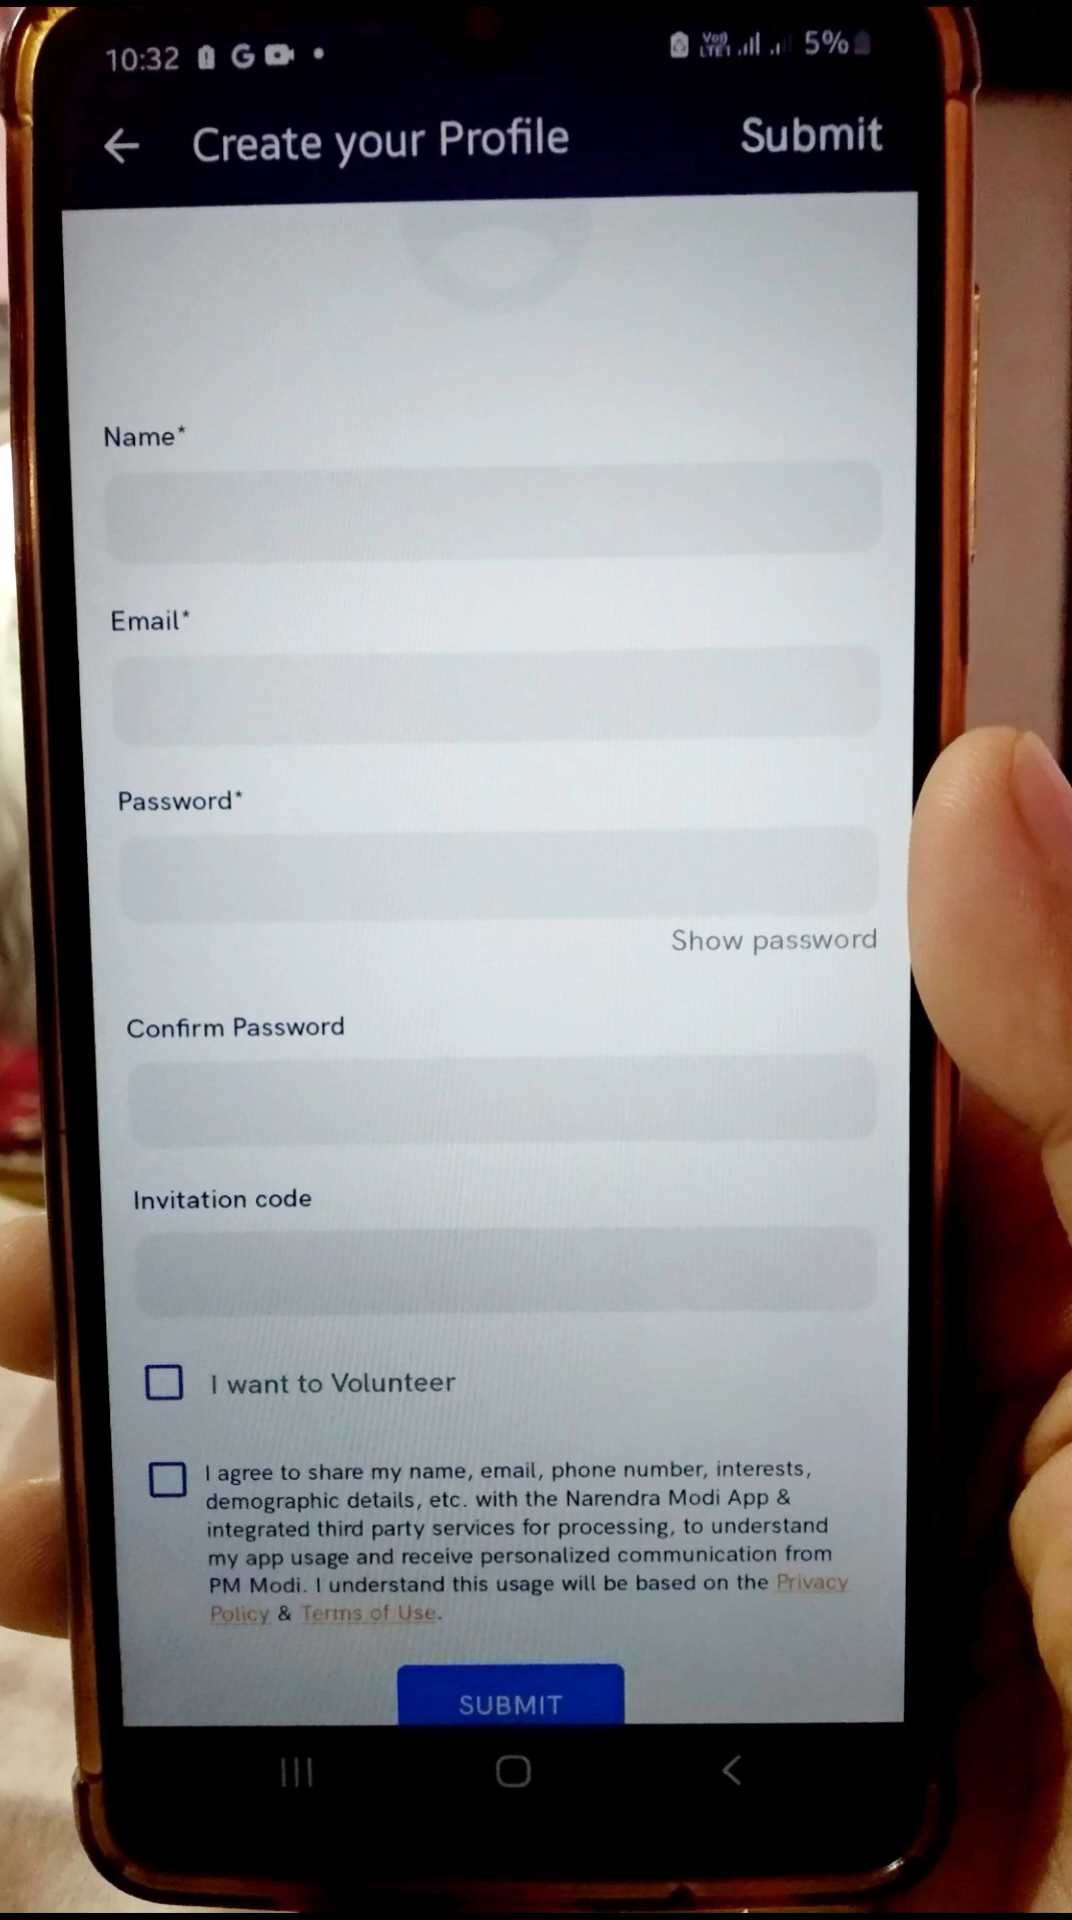 10:32 G 5%
Create your Profile Submit
Name*
Email*
Password*
Show password
Confirm Password
Invitation code
I want to Volunteer
I agree to share my name, email, phone number, interests,
demographic details, etc. with the Narendra Modi App &
integrated third party services for processing, to understand
my app usage and receive personalized communication from
PM Modi. I understand this usage will be based on the Privacy
Policy & Terms of Use.
SUBMIT